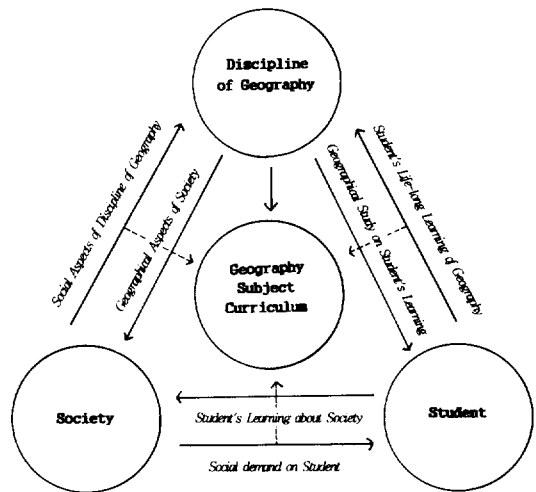 Discipline
of Geography
Social Aspects of Discipline of Geography
Geographical Aspects of Society
Geographical Study on Student's Learning
Student's Life-long Learning of Geography
Geography
Subject
Curriculum
Society
Student's Learning about Society
Student
Social demand on Student